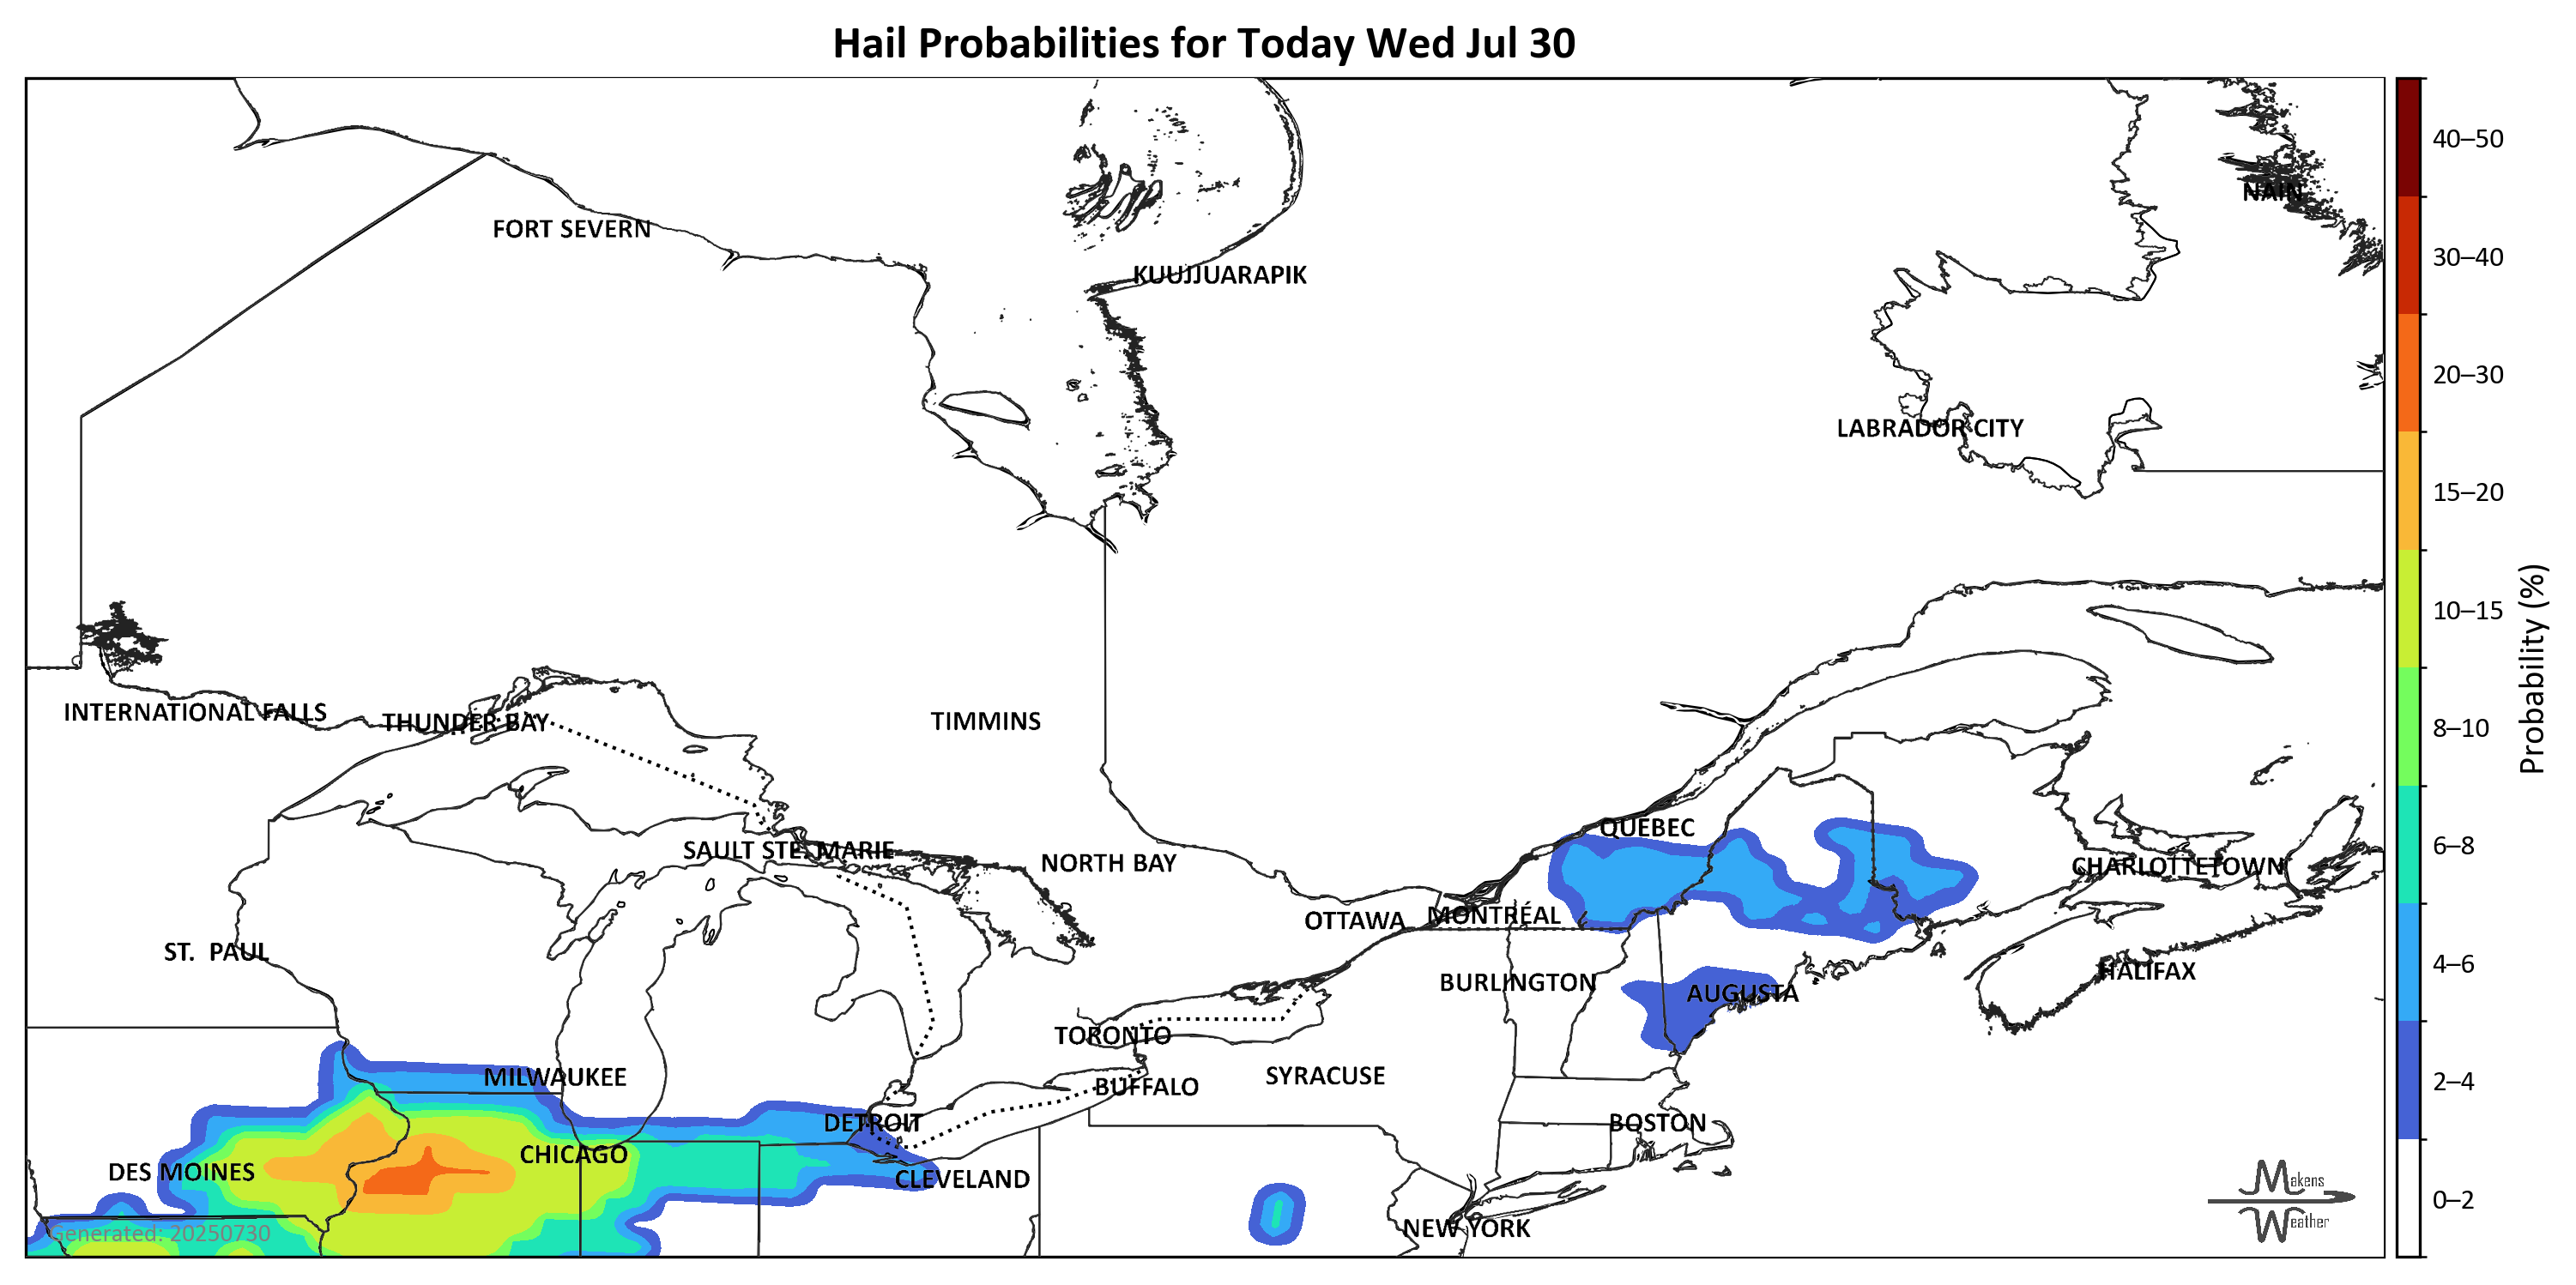 Hail Probabilities for Today Wed Jul 30
40–50
NAIN
FORT SEVERN
30–40
KUUJJUARAPIK
20–30
LABRADOR CITY
15–20
10–15
Probability (%)
INTERNATIONAL FALLS
THUNDER BAY
TIMMINS
8–10
QUEBEC
SAULT STE. MARIE
NORTH BAY
CHARLOTTETOWN
6–8
OTTAWA
MONTRÉAL
ST. PAUL
4–6
HALIFAX
BURLINGTON
AUGUSTA
TORONTO
MILWAUKEE
BUFFALO
SYRACUSE
2–4
DETROIT
BOSTON
CHICAGO
DES MOINES
CLEVELAND
Makens
Weather
0–2
NEW YORK
Generated: 20250730